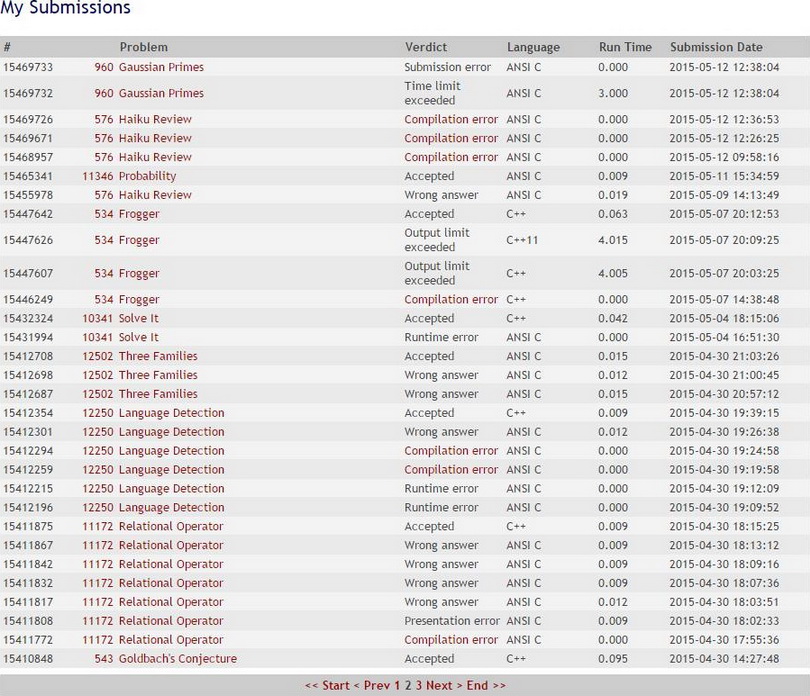 My Submissions
# Problem Verdict Language Run Time Submission Date
15469733 960 Gaussian Primes Submission error ANSI C 0.000 2015-05-12 12:38:04
15469732 960 Gaussian Primes Time limit exceeded ANSI C 3.000 2015-05-12 12:38:04
15469726 576 Haiku Review Compilation error ANSI C 0.000 2015-05-12 12:36:53
15469671 576 Haiku Review Compilation error ANSI C 0.000 2015-05-12 12:26:25
15468957 576 Haiku Review Compilation error ANSI C 0.000 2015-05-12 09:58:16
15465341 11346 Probability Accepted ANSI C 0.009 2015-05-11 15:34:59
15455978 576 Haiku Review Wrong answer ANSI C 0.019 2015-05-09 14:13:49
15447642 534 Frogger Accepted C++ 0.063 2015-05-07 20:12:53
15447626 534 Frogger Output limit exceeded C++11 4.015 2015-05-07 20:09:25
15447607 534 Frogger Output limit exceeded C++ 4.005 2015-05-07 20:03:25
15446249 534 Frogger Compilation error C++ 0.000 2015-05-07 14:38:48
15432324 10341 Solve It Accepted C++ 0.042 2015-05-04 18:15:06
15431994 10341 Solve It Runtime error ANSI C 0.000 2015-05-04 16:51:30
15412708 12502 Three Families Accepted ANSI C 0.015 2015-04-30 21:03:26
15412698 12502 Three Families Wrong answer ANSI C 0.012 2015-04-30 21:00:45
15412687 12502 Three Families Wrong answer ANSI C 0.015 2015-04-30 20:57:12
15412354 12250 Language Detection Accepted C++ 0.009 2015-04-30 19:39:15
15412301 12250 Language Detection Wrong answer ANSI C 0.012 2015-04-30 19:26:38
15412294 12250 Language Detection Compilation error ANSI C 0.000 2015-04-30 19:24:58
15412259 12250 Language Detection Compilation error ANSI C 0.000 2015-04-30 19:19:58
15412215 12250 Language Detection Runtime error ANSI C 0.000 2015-04-30 19:12:09
15412196 12250 Language Detection Runtime error ANSI C 0.000 2015-04-30 19:09:52
15411875 11172 Relational Operator Accepted C++ 0.009 2015-04-30 18:15:25
15411867 11172 Relational Operator Wrong answer ANSI C 0.009 2015-04-30 18:13:12
15411842 11172 Relational Operator Wrong answer ANSI C 0.009 2015-04-30 18:09:16
15411832 11172 Relational Operator Wrong answer ANSI C 0.009 2015-04-30 18:07:36
15411817 11172 Relational Operator Wrong answer ANSI C 0.012 2015-04-30 18:03:51
15411808 11172 Relational Operator Presentation error ANSI C 0.009 2015-04-30 18:02:33
15411772 11172 Relational Operator Compilation error ANSI C 0.000 2015-04-30 17:55:36
15410848 543 Goldbach's Conjecture Accepted C++ 0.095 2015-04-30 14:27:48
<< Start < Prev 1 2 3 Next > End >>